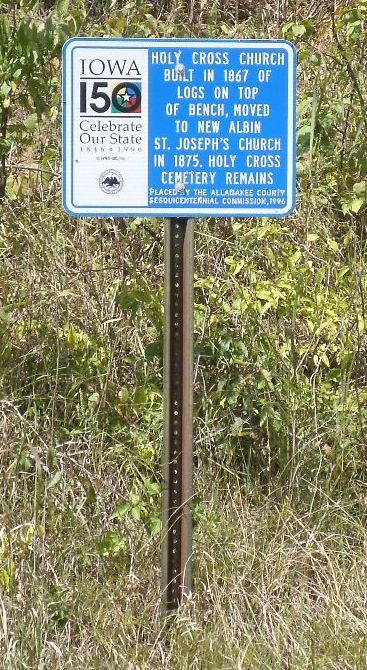 IOWA
150
Celebrate
Our State
1846 • 1996
HOLY CROSS CHURCH
BUILT IN 1867 OF
LOGS ON TOP
OF BENCH, MOVED
TO NEW ALBIN
ST. JOSEPH'S CHURCH
IN 1875. HOLY CROSS
CEMETERY REMAINS
PLACED BY THE ALLAMAKEE COUNTY
SESQUICENTENNIAL COMMISSION, 1996